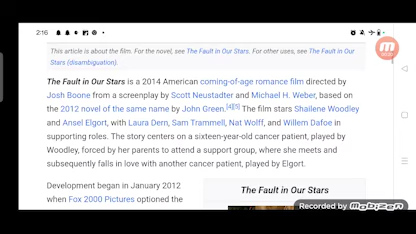 2:16
This article is about the film. For the novel, see The Fault in Our Stars. For other uses, see The Fault in Our
Stars (disambiguation).
The Fault in Our Stars is a 2014 American coming-of-age romance film directed by
Josh Boone from a screenplay by Scott Neustadter and Michael H. Weber, based on
the 2012 novel of the same name by John Green.[4][5] The film stars Shailene Woodley
and Ansel Elgort, with Laura Dern, Sam Trammell, Nat Wolff, and Willem Dafoe in
supporting roles. The story centers on a sixteen-year-old cancer patient, played by
Woodley, forced by her parents to attend a support group, where she meets and
subsequently falls in love with another cancer patient, played by Elgort.
Development began in January 2012
when Fox 2000 Pictures optioned the
The Fault in Our Stars
Recorded by
MOBIZEN